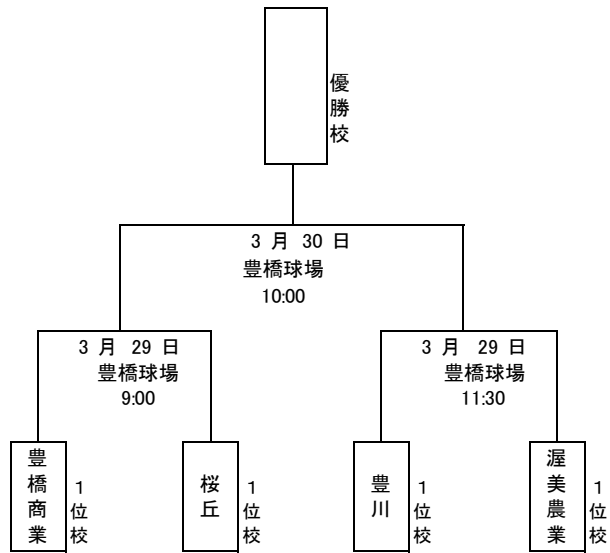 優勝校
3 月 30 日
豊橋球場
10:00
3 月 29 日
豊橋球場
9:00
3 月 29 日
豊橋球場
11:30
豊橋商業
1位校
桜丘
1位校
豊川
1位校
渥美農業
1位校